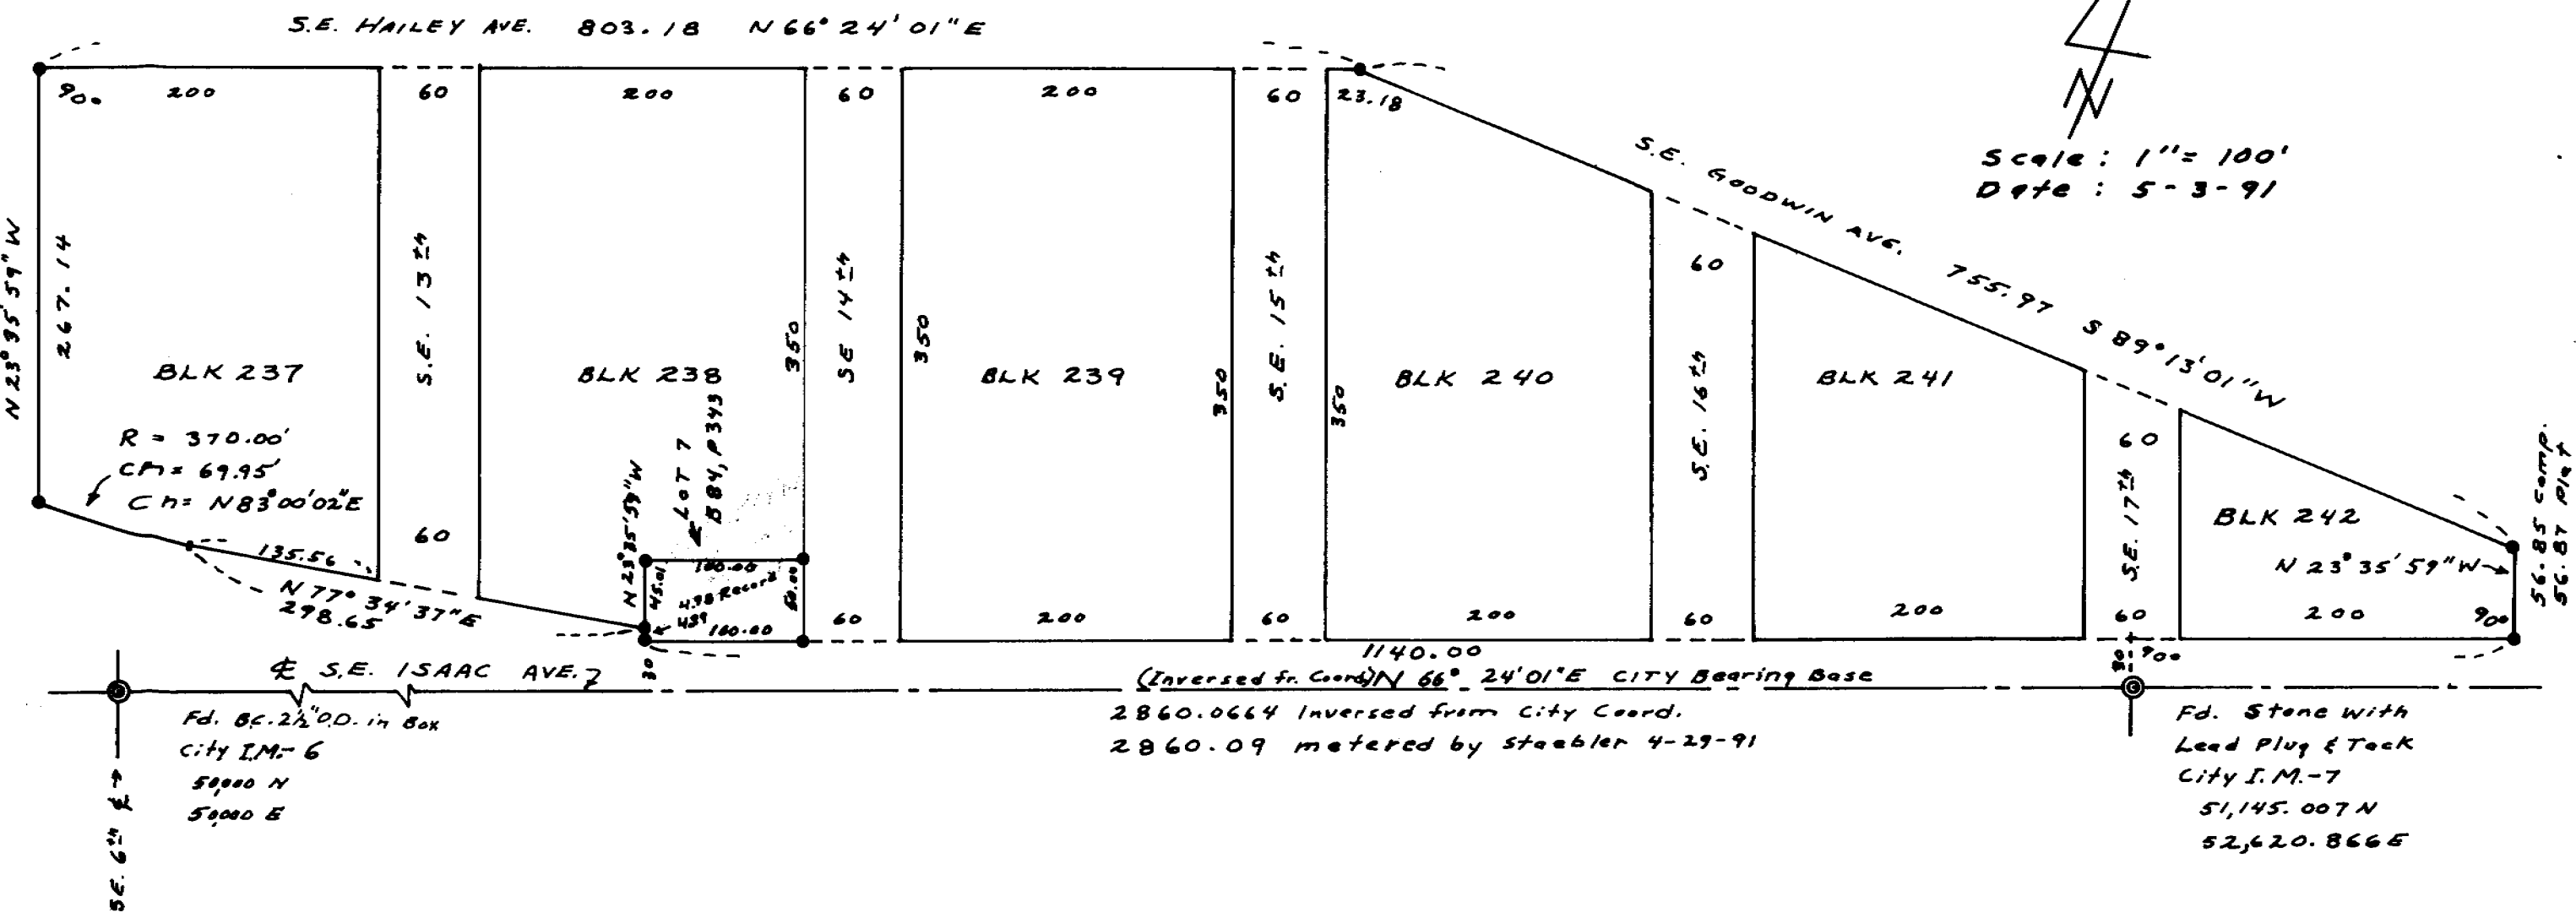 S.E. HAILEY AVE. 803.18 N 66° 24' 01" E
90° 200 60 200 60 200 60 23.18
N
Scale: 1" = 100'
Date: 5-3-91
S.E. GOODWIN AVE. 755.97 S 89° 13' 01" W
N 23° 35' 59" W
267.14
S.E. 13th
350
SE 14th
350
350
S.E. 15th
350
60
S.E. 16th
60
S.E. 17th
BLK 237
BLK 238
BLK 239
BLK 240
BLK 241
BLK 242
R = 370.00'
Ch = 69.95'
Ch = N 83° 00' 02" E
LOT 7
B 84, P 343
N 23° 35' 59" W
56.85 Comp.
56.87 Plat
N 23° 35' 59" W
135.56
60
N 77° 34' 37" E
298.65
100.00
45.01
4.98 Record
4.99
50.00
100.00
60 200 60 200 60 200 60 200 90°
30
30 90°
1140.00
℄ S.E. ISAAC AVE.
(Inversed fr. Coord) N 66° 24' 01" E CITY Bearing Base
2860.0664 Inversed from City Coord.
2860.09 metered by Staebler 4-29-91
Fd. B.C. 2½" O.D. in Box
City I.M.-6
50,000 N
50,000 E
SE. 6th ℄
Fd. Stone with
Lead Plug & Tack
City I.M.-7
51,145.007 N
52,620.866 E